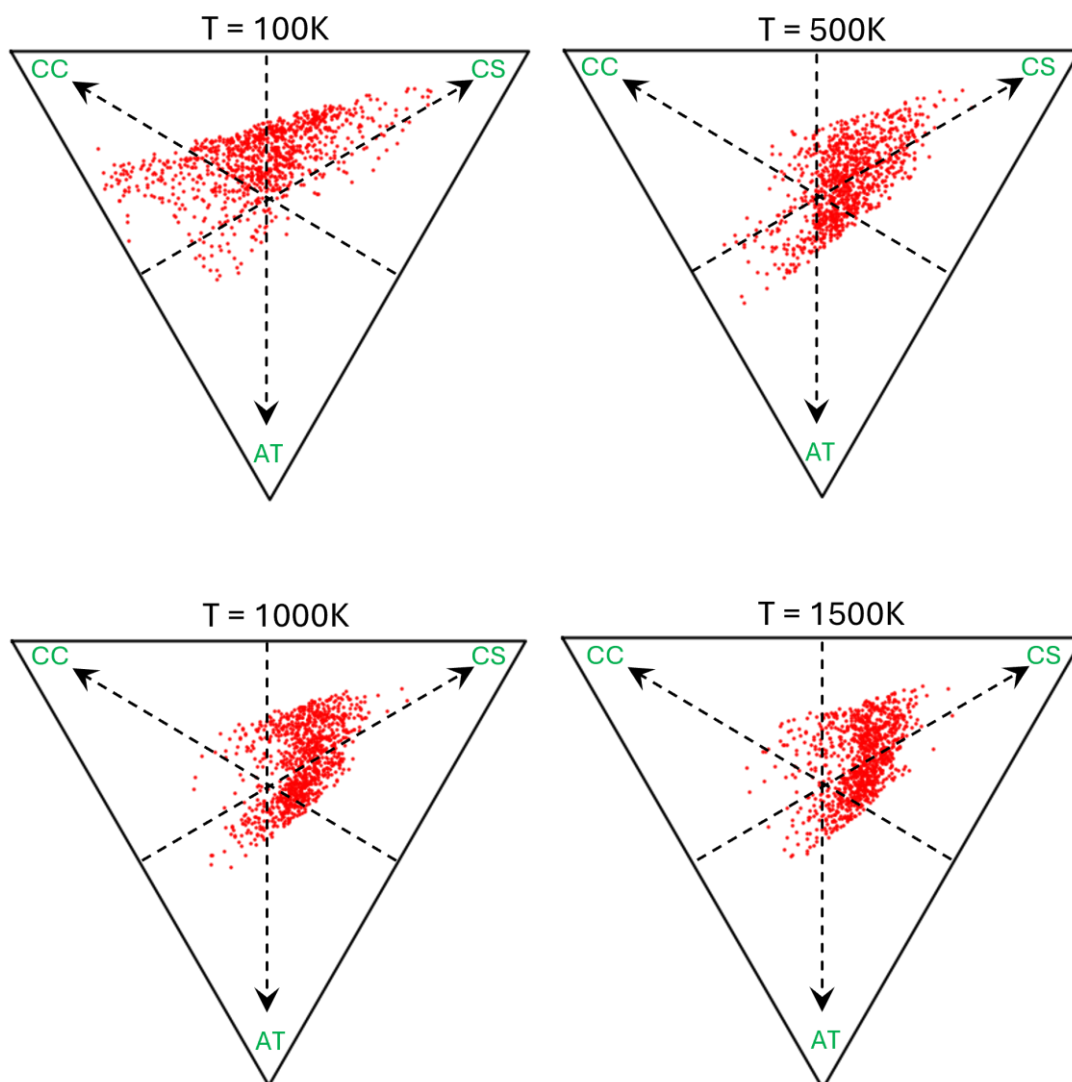 T = 100K
CC
CS
AT
T = 500K
CC
CS
AT
T = 1000K
CC
CS
AT
T = 1500K
CC
CS
AT